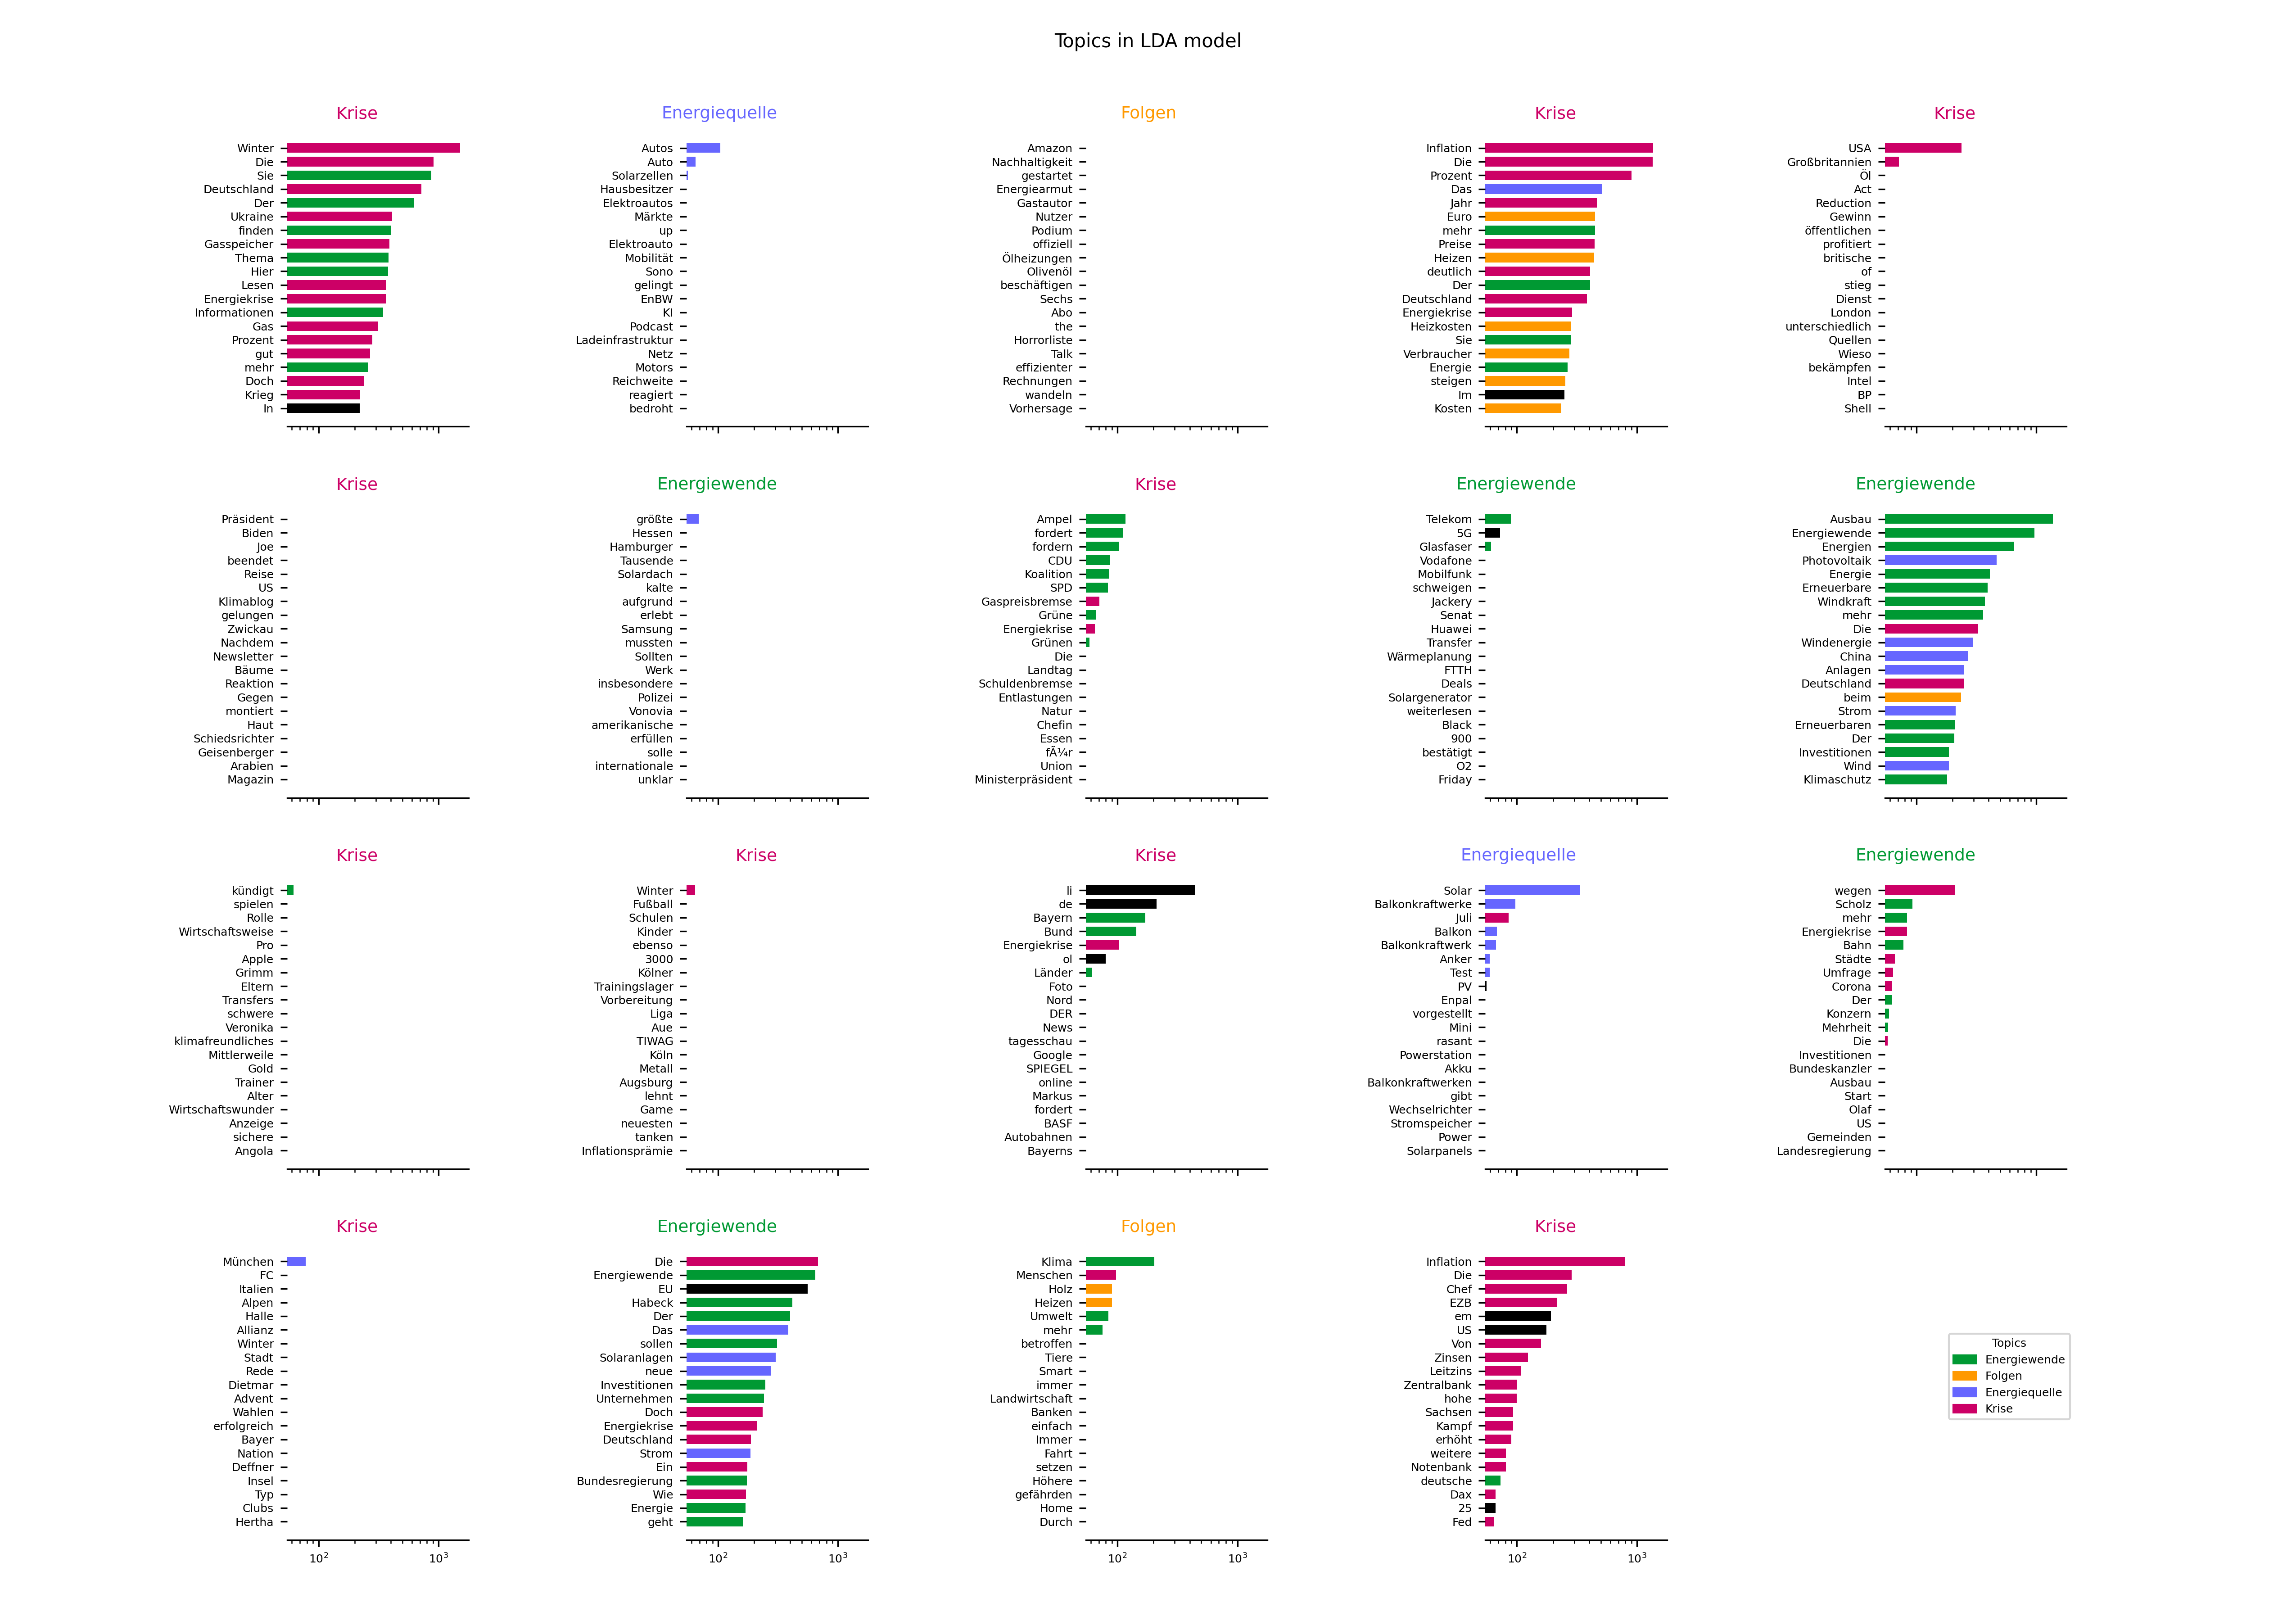 Topics in LDA model
Krise
Winter
Die
Sie
Deutschland
Der
Ukraine
finden
Gasspeicher
Thema
Hier
Lesen
Energiekrise
Informationen
Gas
Prozent
gut
mehr
Doch
Krieg
In
Energiequelle
Autos
Auto
Solarzellen
Hausbesitzer
Elektroautos
Märkte
up
Elektroauto
Mobilität
Sono
gelingt
EnBW
KI
Podcast
Ladeinfrastruktur
Netz
Motors
Reichweite
reagiert
bedroht
Folgen
Amazon
Nachhaltigkeit
gestartet
Energiearmut
Gastautor
Nutzer
Podium
offiziell
Ölheizungen
Olivenöl
beschäftigen
Sechs
Abo
the
Horrorliste
Talk
effizienter
Rechnungen
wandeln
Vorhersage
Krise
Inflation
Die
Prozent
Das
Jahr
Euro
mehr
Preise
Heizen
deutlich
Der
Deutschland
Energiekrise
Heizkosten
Sie
Verbraucher
Energie
steigen
Im
Kosten
Krise
USA
Großbritannien
Öl
Act
Reduction
Gewinn
öffentlichen
profitiert
britische
of
stieg
Dienst
London
unterschiedlich
Quellen
Wieso
bekämpfen
Intel
BP
Shell
Krise
Präsident
Biden
Joe
beendet
Reise
US
Klimablog
gelungen
Zwickau
Nachdem
Newsletter
Bäume
Reaktion
Gegen
montiert
Haut
Schiedsrichter
Geisenberger
Arabien
Magazin
Energiewende
größte
Hessen
Hamburger
Tausende
Solardach
kalte
aufgrund
erlebt
Samsung
mussten
Sollten
Werk
insbesondere
Polizei
Vonovia
amerikanische
erfüllen
solle
internationale
unklar
Krise
Ampel
fordert
fordern
CDU
Koalition
SPD
Gaspreisbremse
Grüne
Energiekrise
Grünen
Die
Landtag
Schuldenbremse
Entlastungen
Natur
Chefin
Essen
fÃ¼r
Union
Ministerpräsident
Energiewende
Telekom
5G
Glasfaser
Vodafone
Mobilfunk
schweigen
Jackery
Senat
Huawei
Transfer
Wärmeplanung
FTTH
Deals
Solargenerator
weiterlesen
Black
900
bestätigt
O2
Friday
Energiewende
Ausbau
Energiewende
Energien
Photovoltaik
Energie
Erneuerbare
Windkraft
mehr
Die
Windenergie
China
Anlagen
Deutschland
beim
Strom
Erneuerbaren
Der
Investitionen
Wind
Klimaschutz
Krise
kündigt
spielen
Rolle
Wirtschaftsweise
Pro
Apple
Grimm
Eltern
Transfers
schwere
Veronika
klimafreundliches
Mittlerweile
Gold
Trainer
Alter
Wirtschaftswunder
Anzeige
sichere
Angola
Krise
Winter
Fußball
Schulen
Kinder
ebenso
3000
Kölner
Trainingslager
Vorbereitung
Liga
Aue
TIWAG
Köln
Metall
Augsburg
lehnt
Game
neuesten
tanken
Inflationsprämie
Krise
li
de
Bayern
Bund
Energiekrise
ol
Länder
Foto
Nord
DER
News
tagesschau
Google
SPIEGEL
online
Markus
fordert
BASF
Autobahnen
Bayerns
Energiequelle
Solar
Balkonkraftwerke
Juli
Balkon
Balkonkraftwerk
Anker
Test
PV
Enpal
vorgestellt
Mini
rasant
Powerstation
Akku
Balkonkraftwerken
gibt
Wechselrichter
Stromspeicher
Power
Solarpanels
Energiewende
wegen
Scholz
mehr
Energiekrise
Bahn
Städte
Umfrage
Corona
Der
Konzern
Mehrheit
Die
Investitionen
Bundeskanzler
Ausbau
Start
Olaf
US
Gemeinden
Landesregierung
Krise
München
FC
Italien
Alpen
Halle
Allianz
Winter
Stadt
Rede
Dietmar
Advent
Wahlen
erfolgreich
Bayer
Nation
Deffner
Insel
Typ
Clubs
Hertha
10²
10³
Energiewende
Die
Energiewende
EU
Habeck
Der
Das
sollen
Solaranlagen
neue
Investitionen
Unternehmen
Doch
Energiekrise
Deutschland
Strom
Ein
Bundesregierung
Wie
Energie
geht
10²
10³
Folgen
Klima
Menschen
Holz
Heizen
Umwelt
mehr
betroffen
Tiere
Smart
immer
Landwirtschaft
Banken
einfach
Immer
Fahrt
setzen
Höhere
gefährden
Home
Durch
10²
10³
Krise
Inflation
Die
Chef
EZB
em
US
Von
Zinsen
Leitzins
Zentralbank
hohe
Sachsen
Kampf
erhöht
weitere
Notenbank
deutsche
Dax
25
Fed
10²
10³
Topics
Energiewende
Folgen
Energiequelle
Krise